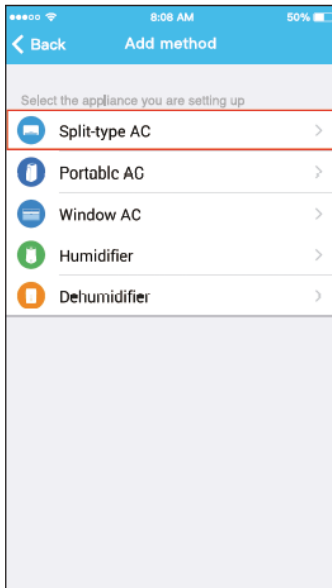 8:08 AM
50%
Back
Add method
Select the appliance you are setting up
Split-type AC
Portable AC
Window AC
Humidifier
Dehumidifier